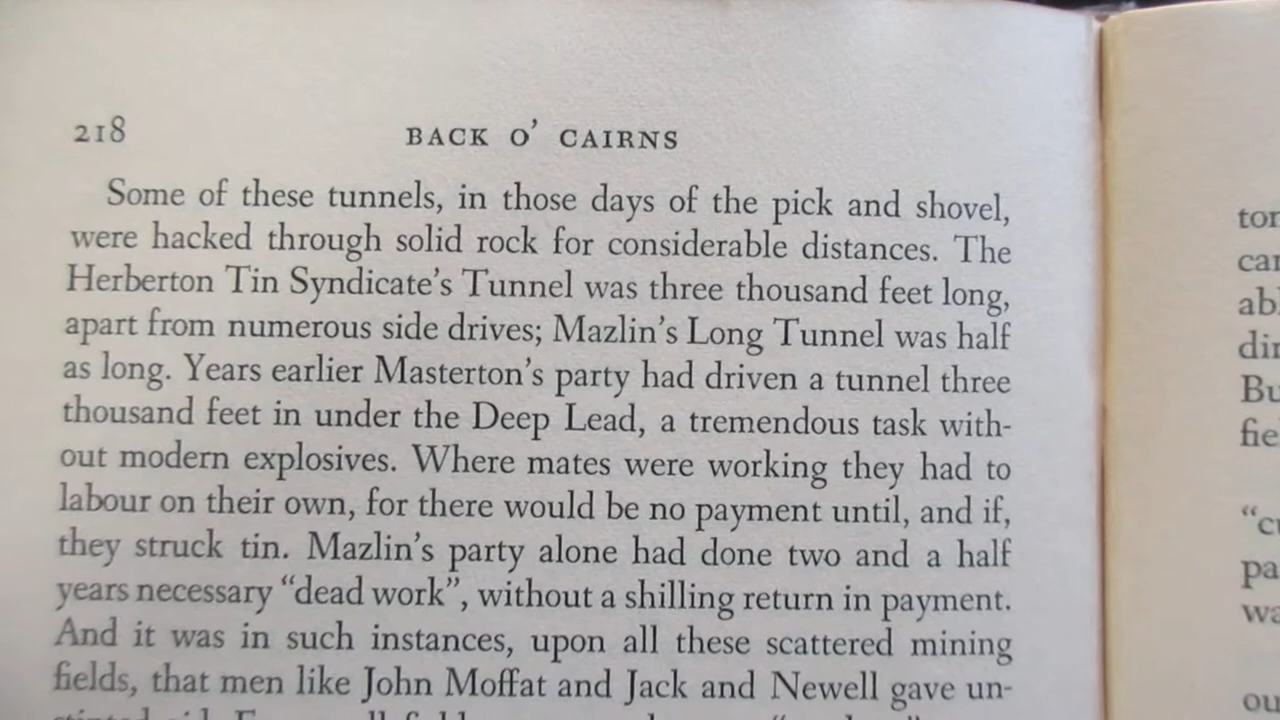 218
BACK O' CAIRNS
Some of these tunnels, in those days of the pick and shovel,
were hacked through solid rock for considerable distances. The
Herberton Tin Syndicate's Tunnel was three thousand feet long,
apart from numerous side drives; Mazlin's Long Tunnel was half
as long. Years earlier Masterton's party had driven a tunnel three
thousand feet in under the Deep Lead, a tremendous task with-
out modern explosives. Where mates were working they had to
labour on their own, for there would be no payment until, and if,
they struck tin. Mazlin's party alone had done two and a half
years necessary “dead work”, without a shilling return in payment.
And it was in such instances, upon all these scattered mining
fields, that men like John Moffat and Jack and Newell gave un-